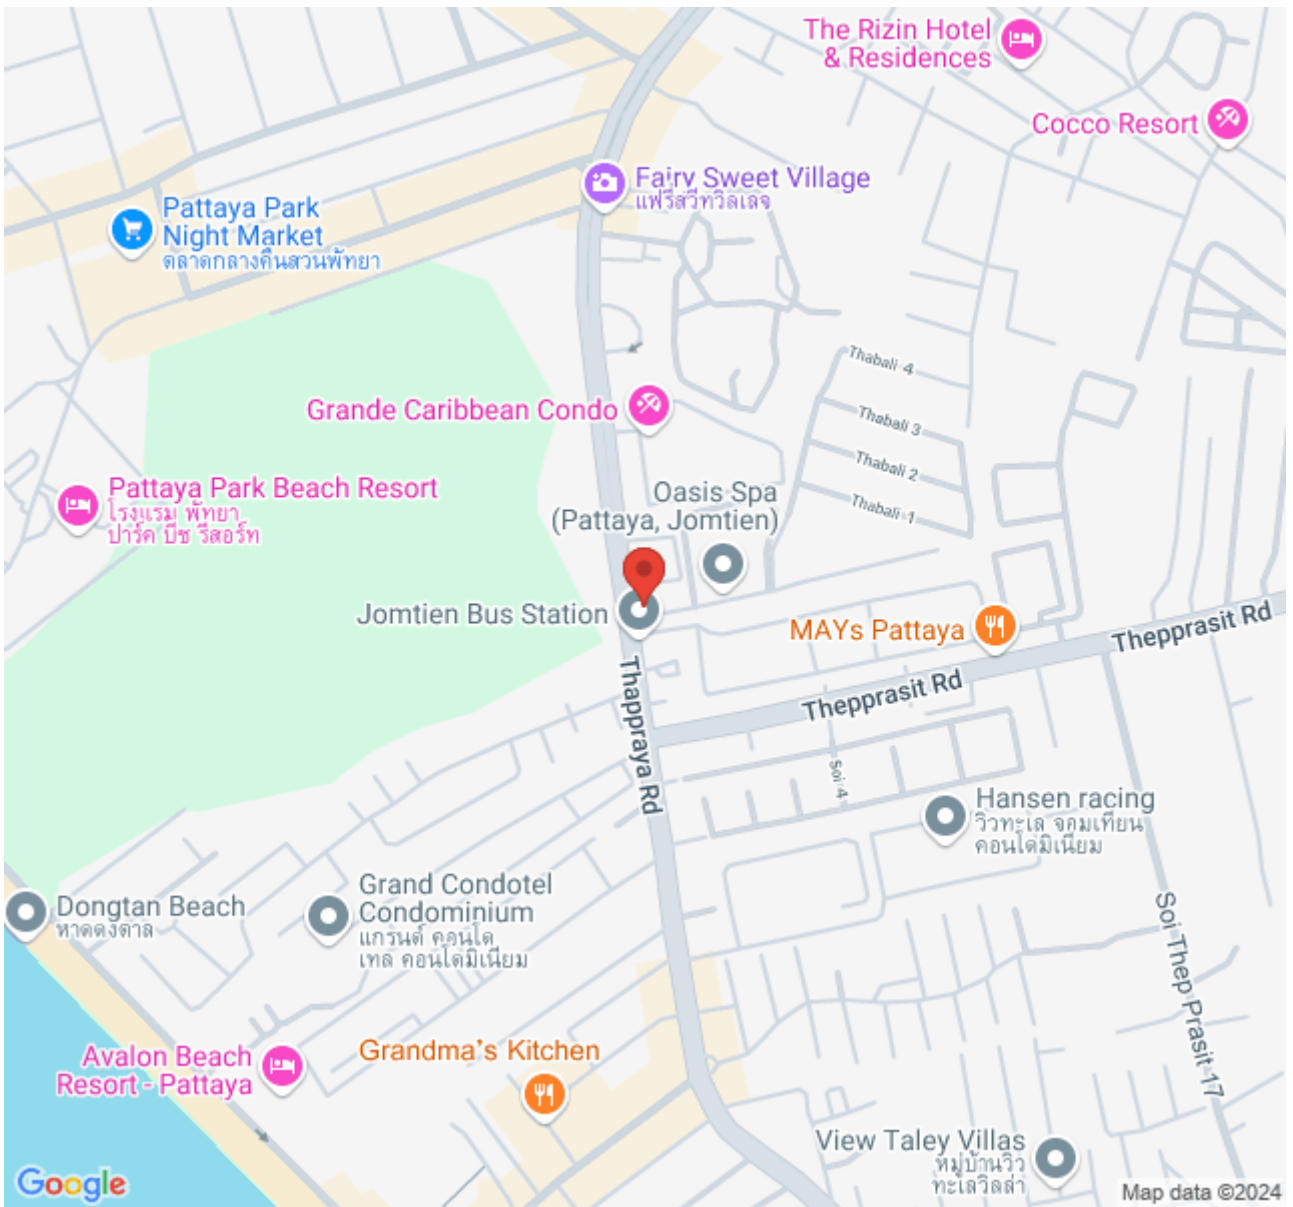 The Rizin Hotel
& Residences
Cocco Resort
Fairy Sweet Village
แฟรี่สวีทวิลเลจ
Pattaya Park
Night Market
ตลาดกลางคืนสวนพัทยา
Thabali 4
Grande Caribbean Condo
Thabali 3
Thabali 2
Pattaya Park Beach Resort
โรงแรม พัทยา
ปาร์ค บีช รีสอร์ท
Oasis Spa
(Pattaya, Jomtien)
Thabali 1
Jomtien Bus Station
MAYs Pattaya
Thepprasit Rd
Thepprasit Rd
Thappraya Rd
Soi 4
Hansen racing
วิวทะเล จอมเทียน
คอนโดมิเนียม
Grand Condotel
Condominium
แกรนด์ คอนโด
เทล คอนโดมิเนียม
Dongtan Beach
หาดดงตาล
Soi Thep Prasit 17
Avalon Beach
Resort - Pattaya
Grandma's Kitchen
View Taley Villas
หมู่บ้านวิว
ทะเลวิลล่า
Google
Map data ©2024